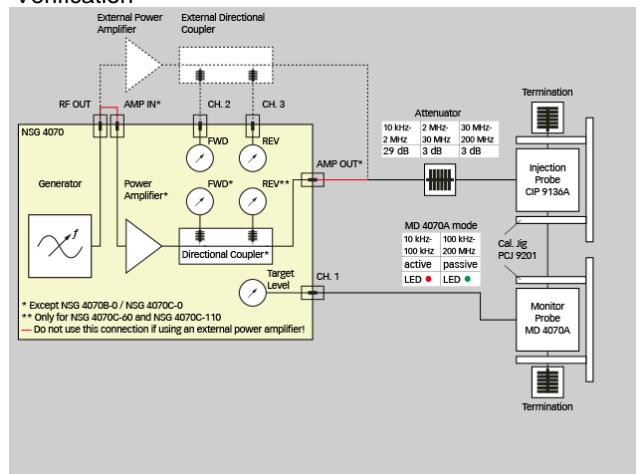 Verification
External Power
Amplifier
External Directional
Coupler
RF OUT
AMP IN*
CH. 2
CH. 3
NSG 4070
FWD
REV
Generator
Power
Amplifier*
FWD*
REV**
AMP OUT*
Directional Coupler*
Target
Level
CH. 1
* Except NSG 4070B-0 / NSG 4070C-0
** Only for NSG 4070C-60 and NSG 4070C-110
— Do not use this connection if using an external power amplifier!
Attenuator
10 kHz- 2 MHz- 30 MHz-
2 MHz 30 MHz 200 MHz
29 dB 3 dB 3 dB
MD 4070A mode
10 kHz- 100 kHz-
100 kHz 200 MHz
active passive
LED LED
Termination
Injection
Probe
CIP 9136A
Cal. Jig
PCJ 9201
Monitor
Probe
MD 4070A
Termination